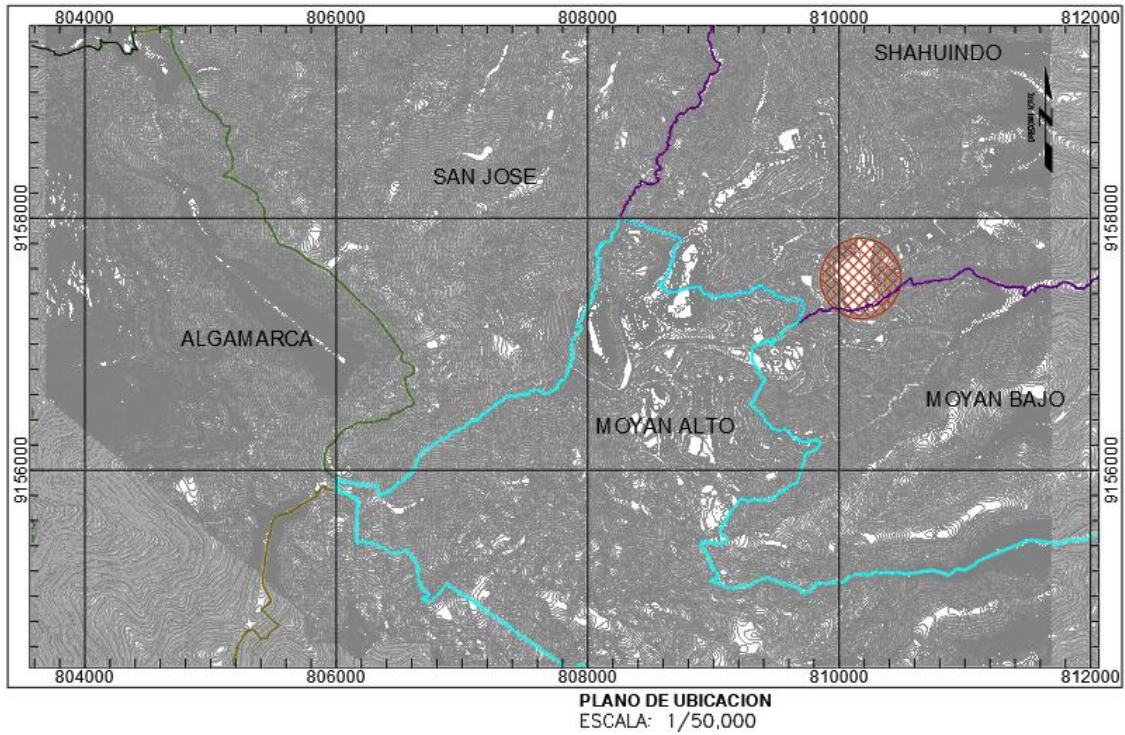 804000
806000
808000
810000
812000
SHAHUINDO
SAN JOSE
9158000
9158000
ALGAMARCA
MOYAN ALTO
MOYAN BAJO
9156000
9156000
804000
806000
808000
810000
812000
PLANO DE UBICACION
ESCALA: 1/50,000